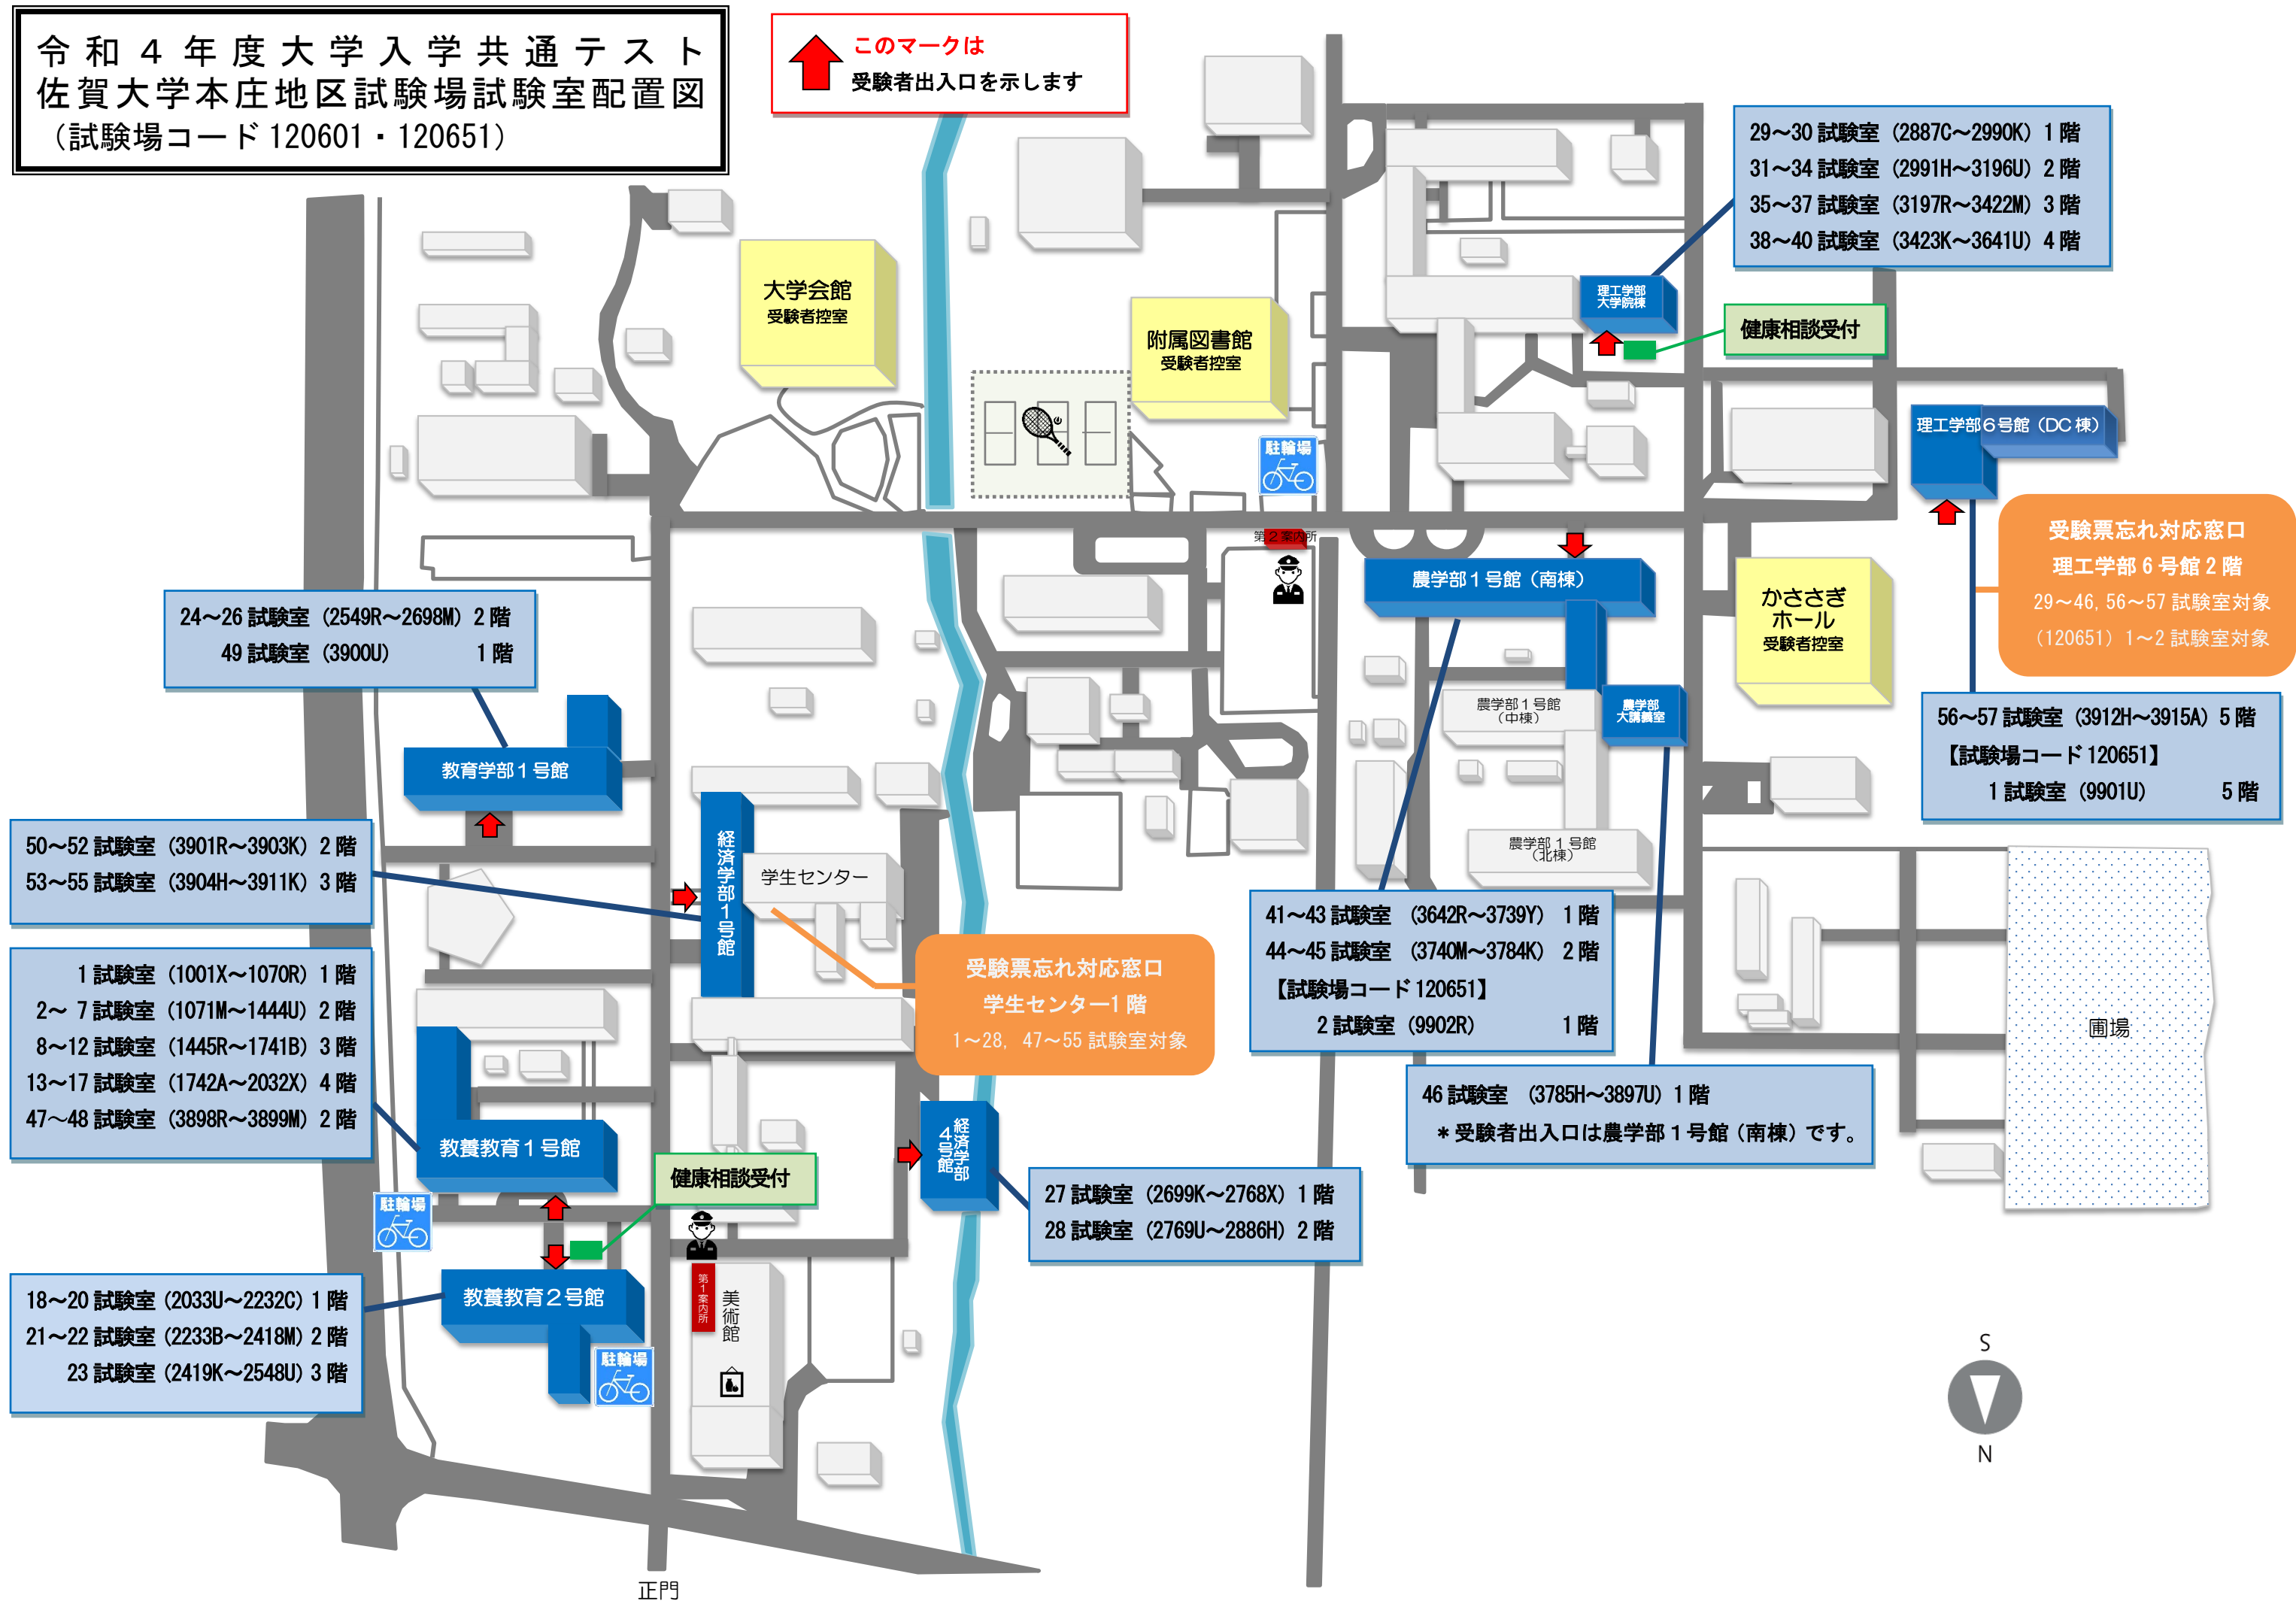 令和４年度大学入学共通テスト
佐賀大学本庄地区試験場試験室配置図
（試験場コード120601・120651）
このマークは
受験者出入口を示します
29～30 試験室（2887C～2990K）1 階
31～34 試験室（2991H～3196U）2 階
35～37 試験室（3197R～3422M）3 階
38～40 試験室（3423K～3641U）4 階
大学会館
受験者控室
附属図書館
受験者控室
理工学部
大学院棟
健康相談受付
理工学部６号館（DC 棟）
駐輪場
第２案内所
受験票忘れ対応窓口
理工学部 6 号館 2 階
29～46, 56～57 試験室対象
（120651）1～2 試験室対象
農学部１号館（南棟）
かささぎ
ホール
受験者控室
24～26 試験室（2549R～2698M）2 階
49 試験室（3900U） 1 階
農学部１号館
（中棟）
農学部
大講義室
56～57 試験室（3912H～3915A）5 階
【試験場コード 120651】
1 試験室（9901U） 5 階
教育学部１号館
50～52 試験室（3901R～3903K）2 階
53～55 試験室（3904H～3911K）3 階
経済学部１号館
学生センター
農学部１号館
（北棟）
41～43 試験室 （3642R～3739Y） 1 階
44～45 試験室 （3740M～3784K） 2 階
【試験場コード 120651】
2 試験室（9902R） 1 階
受験票忘れ対応窓口
学生センター1 階
1～28, 47～55 試験室対象
1 試験室（1001X～1070R）1 階
2～ 7 試験室（1071M～1444U）2 階
8～12 試験室（1445R～1741B）3 階
13～17 試験室（1742A～2032X）4 階
47～48 試験室（3898R～3899M）2 階
圃場
46 試験室 （3785H～3897U）1 階
＊受験者出入口は農学部１号館（南棟）です。
教養教育１号館
経済学部
４号館
健康相談受付
27 試験室（2699K～2768X）1 階
28 試験室（2769U～2886H）2 階
駐輪場
18～20 試験室（2033U～2232C）1 階
21～22 試験室（2233B～2418M）2 階
23 試験室（2419K～2548U）3 階
教養教育２号館
第１案内所
美術館
駐輪場
S
N
正門